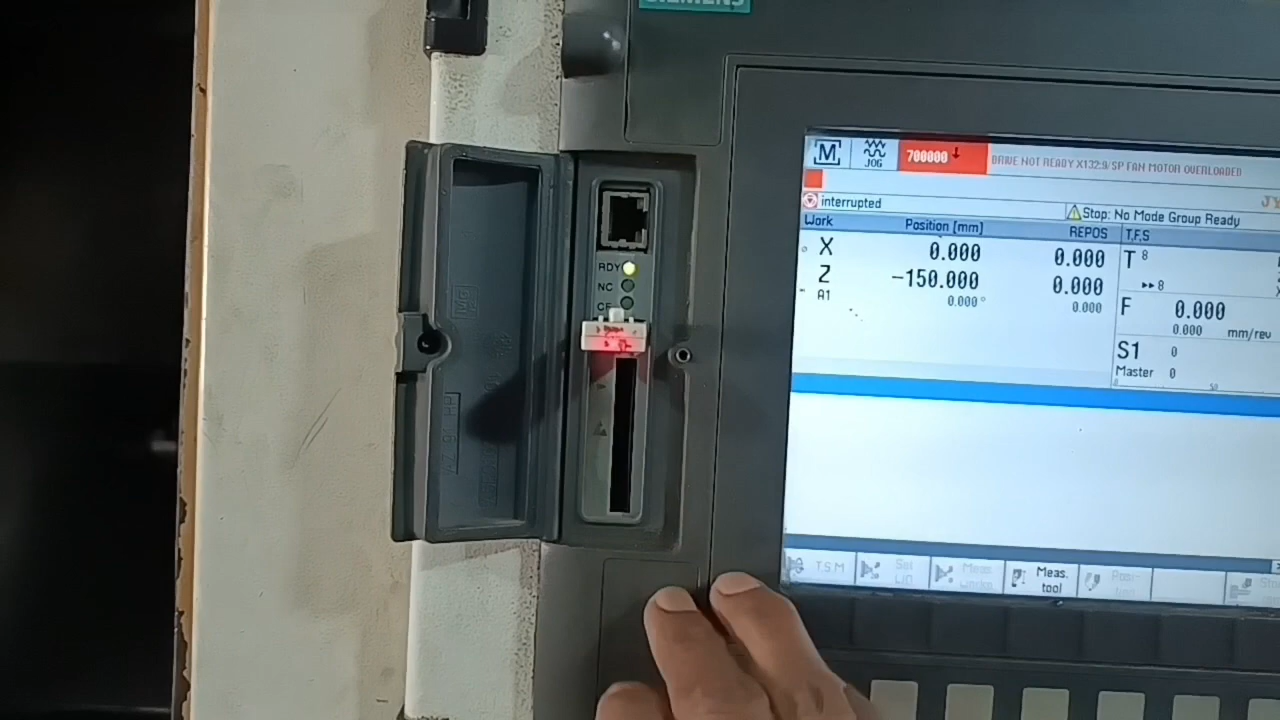 SIEMENS
M
JOG
700000
DRIVE NOT READY X132:9/ SP FAN MOTOR OVERLOADED
interrupted
Stop: No Mode Group Ready
Work
Position [mm]
REPOS
T,F,S
X
0.000
0.000
T 8
Z
-150.000
0.000
8
A1
0.000°
0.000
F
0.000
0.000
mm/rev
S1
0
Master
0
T.S.M
Meas.
tool
RDY
NC
CF